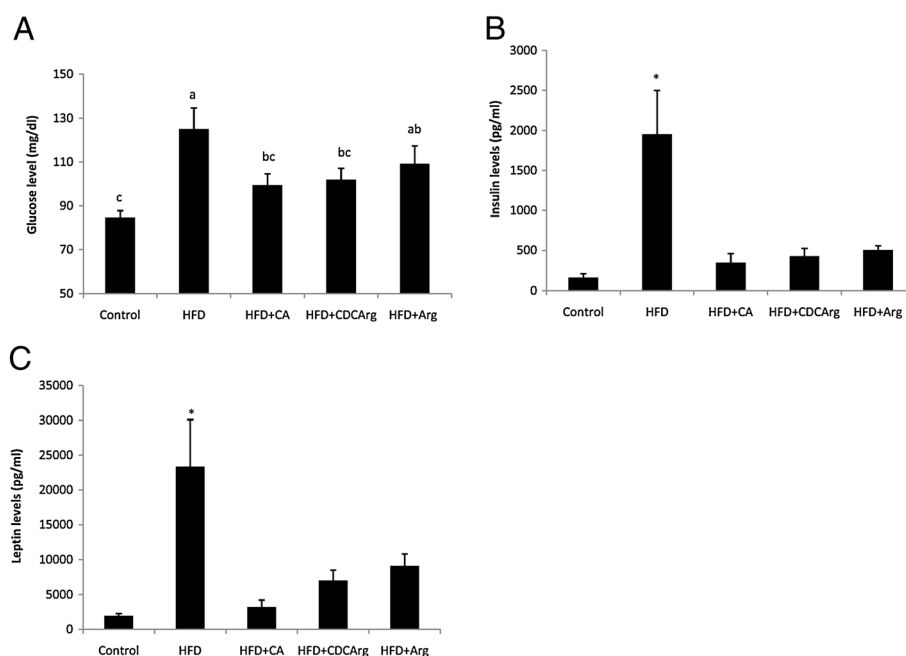 A
Glucose level (mg/dl)
150
130
110
90
70
50
a
bc
bc
ab
c
Control HFD HFD+CA HFD+CDCArg HFD+Arg
B
Insulin levels (pg/ml)
3000
2500
2000
1500
1000
500
0
*
Control HFD HFD+CA HFD+CDCArg HFD+Arg
C
Leptin levels (pg/ml)
35000
30000
25000
20000
15000
10000
5000
0
*
Control HFD HFD+CA HFD+CDCArg HFD+Arg